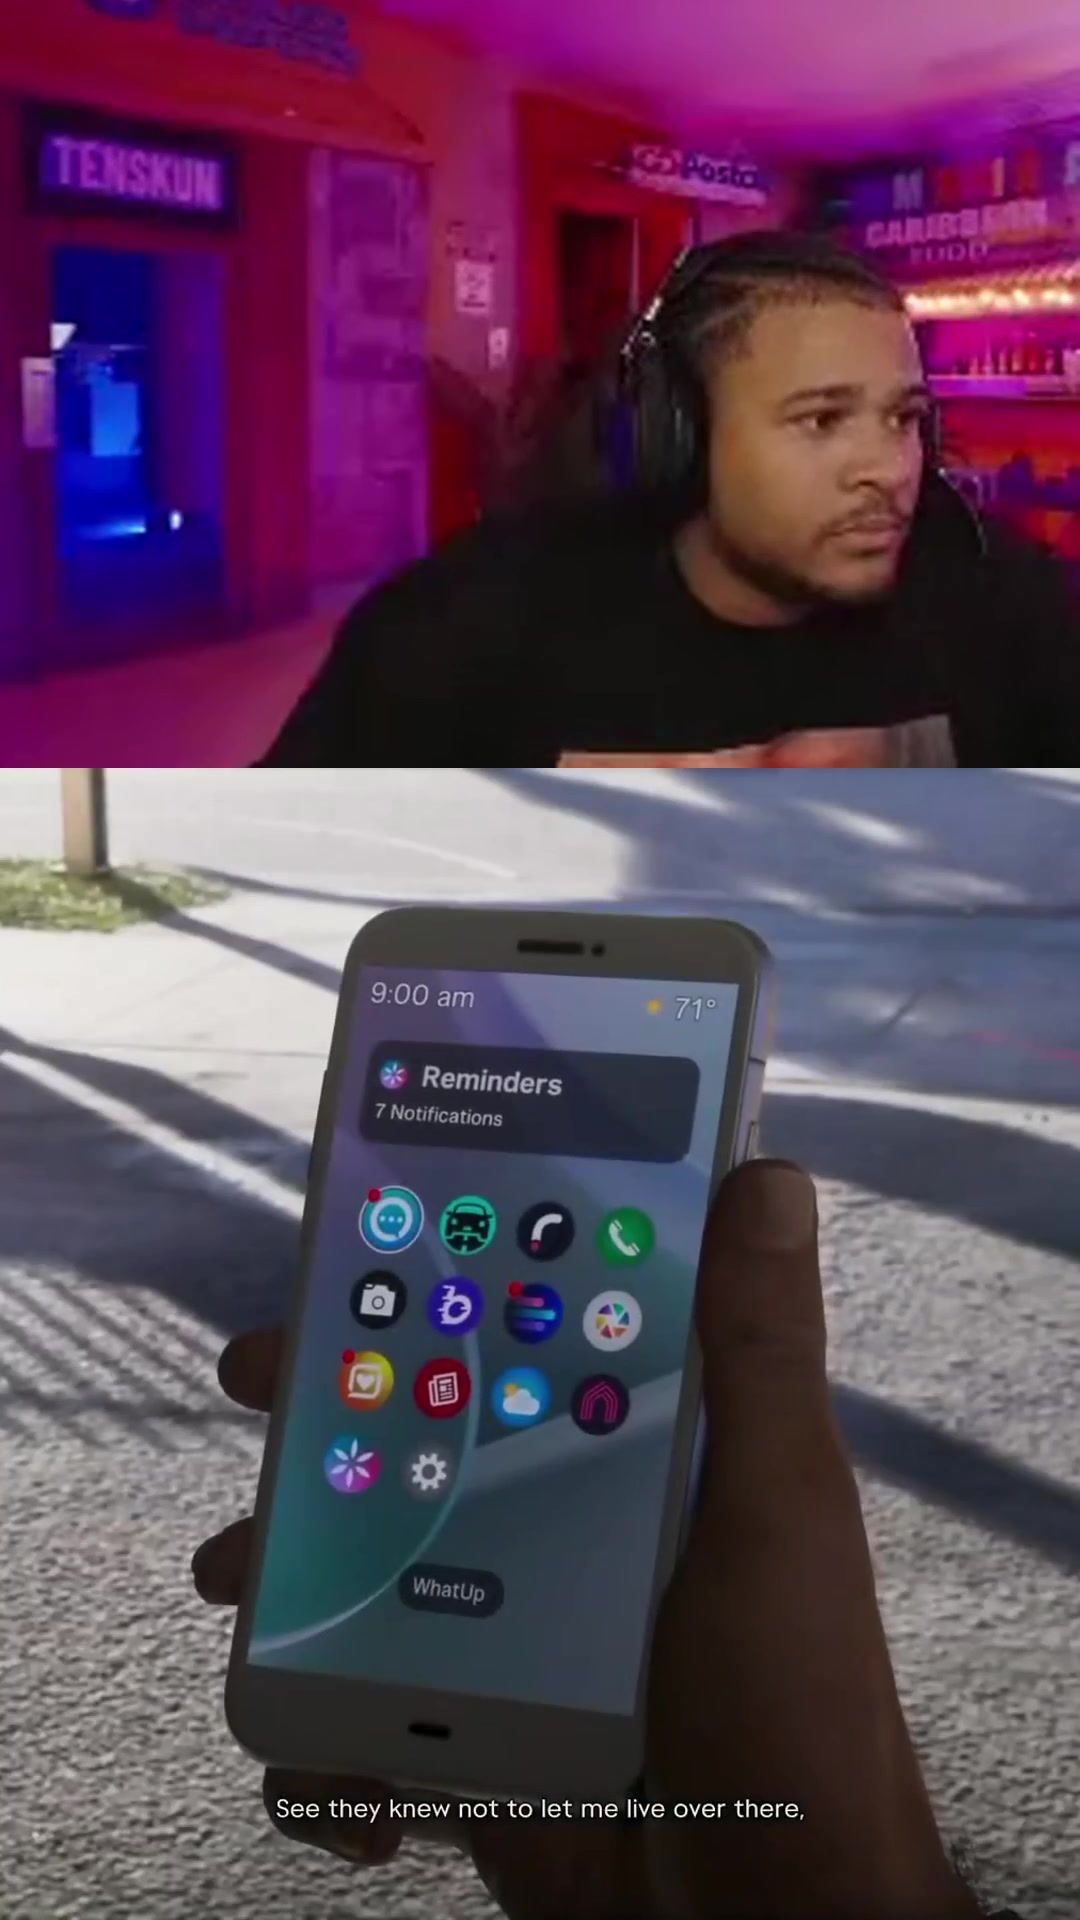 TENSKUN
CARIBBEAN
FOOD
9:00 am
71°
Reminders
7 Notifications
WhatUp
See they knew not to let me live over there,